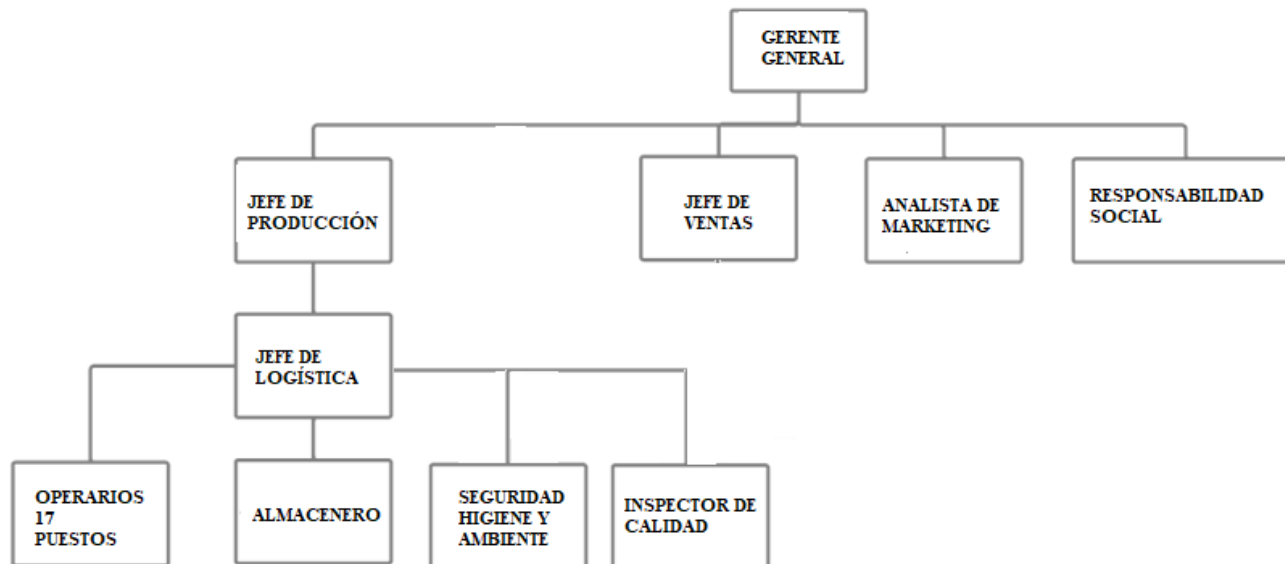 GERENTE
GENERAL
JEFE DE
PRODUCCIÓN
JEFE DE
VENTAS
ANALISTA DE
MARKETING
RESPONSABILIDAD
SOCIAL
JEFE DE
LOGÍSTICA
OPERARIOS
17
PUESTOS
ALMACENERO
SEGURIDAD
HIGIENE Y
AMBIENTE
INSPECTOR DE
CALIDAD